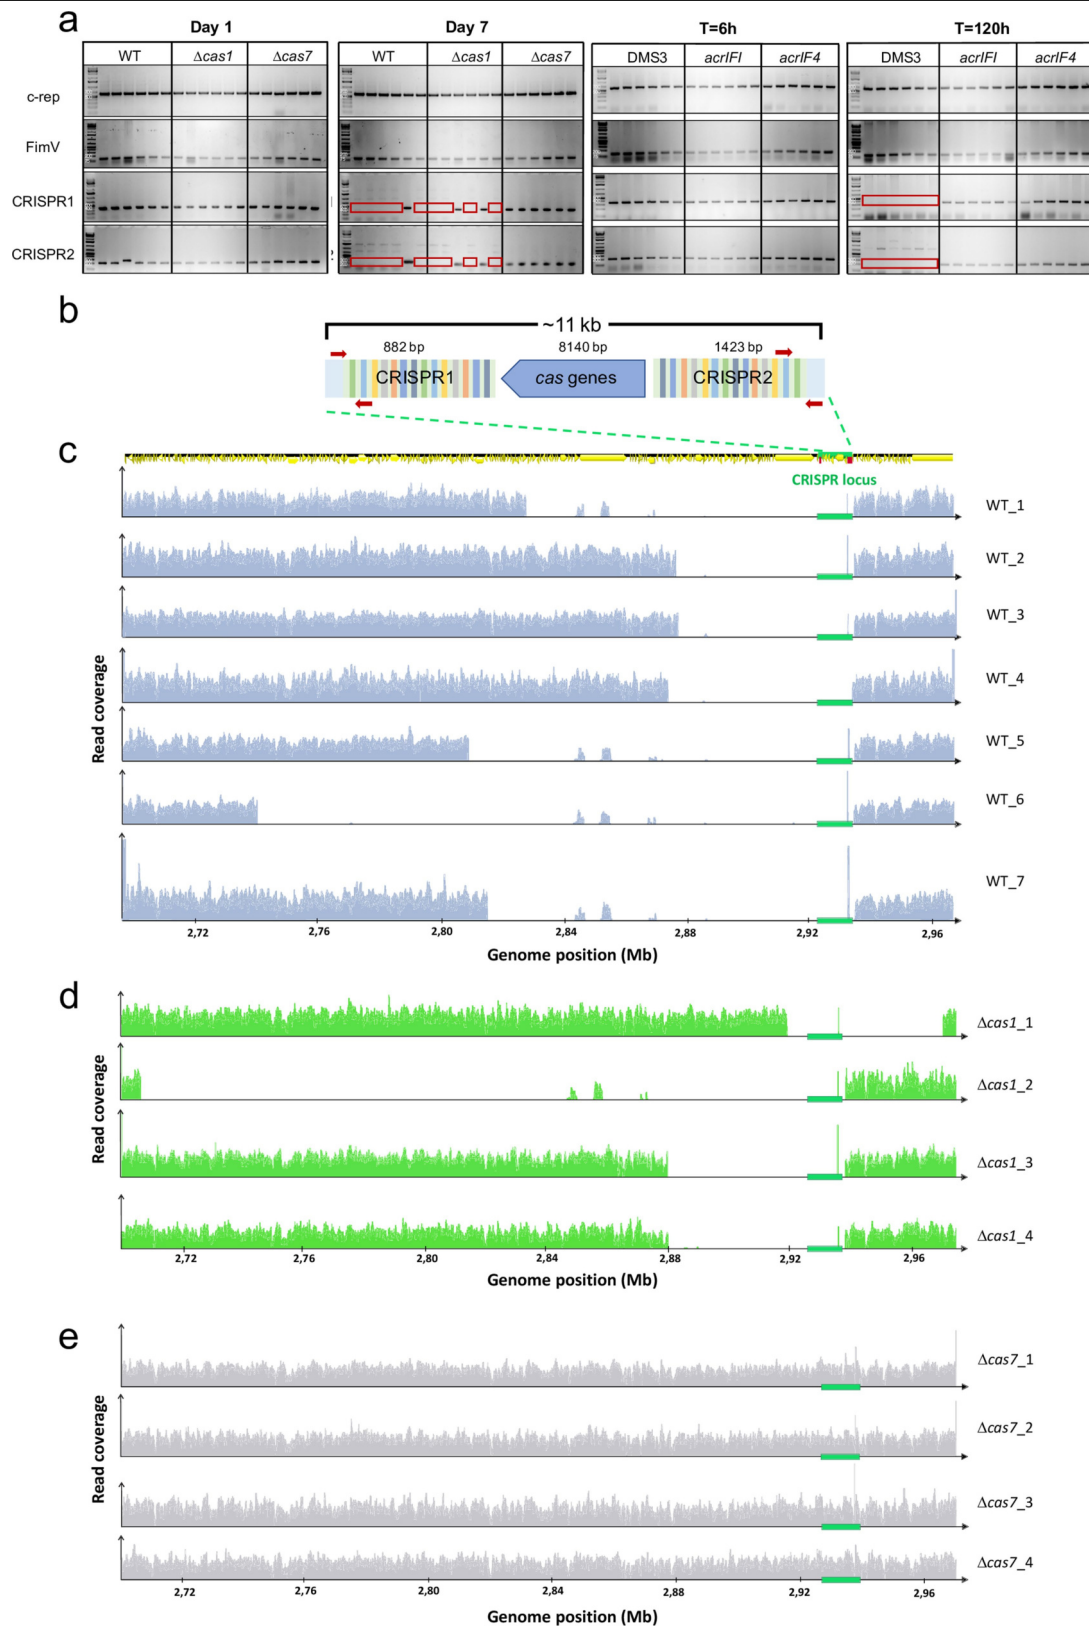 a
Day 1
Day 7
T=6h
T=120h
WT Δcas1 Δcas7
WT Δcas1 Δcas7
DMS3 acrIFI acrIF4
DMS3 acrIFI acrIF4
c-rep
FimV
CRISPR1
CRISPR2
b
~11 kb
882 bp 8140 bp 1423 bp
CRISPR1 cas genes CRISPR2
c
CRISPR locus
WT_1
WT_2
WT_3
WT_4
WT_5
WT_6
WT_7
Read coverage
2,72 2,76 2,80 2,84 2,88 2,92 2,96
Genome position (Mb)
d
Δcas1_1
Δcas1_2
Δcas1_3
Δcas1_4
Read coverage
2,72 2,76 2,80 2,84 2,88 2,92 2,96
Genome position (Mb)
e
Δcas7_1
Δcas7_2
Δcas7_3
Δcas7_4
Read coverage
2,72 2,76 2,80 2,84 2,88 2,92 2,96
Genome position (Mb)